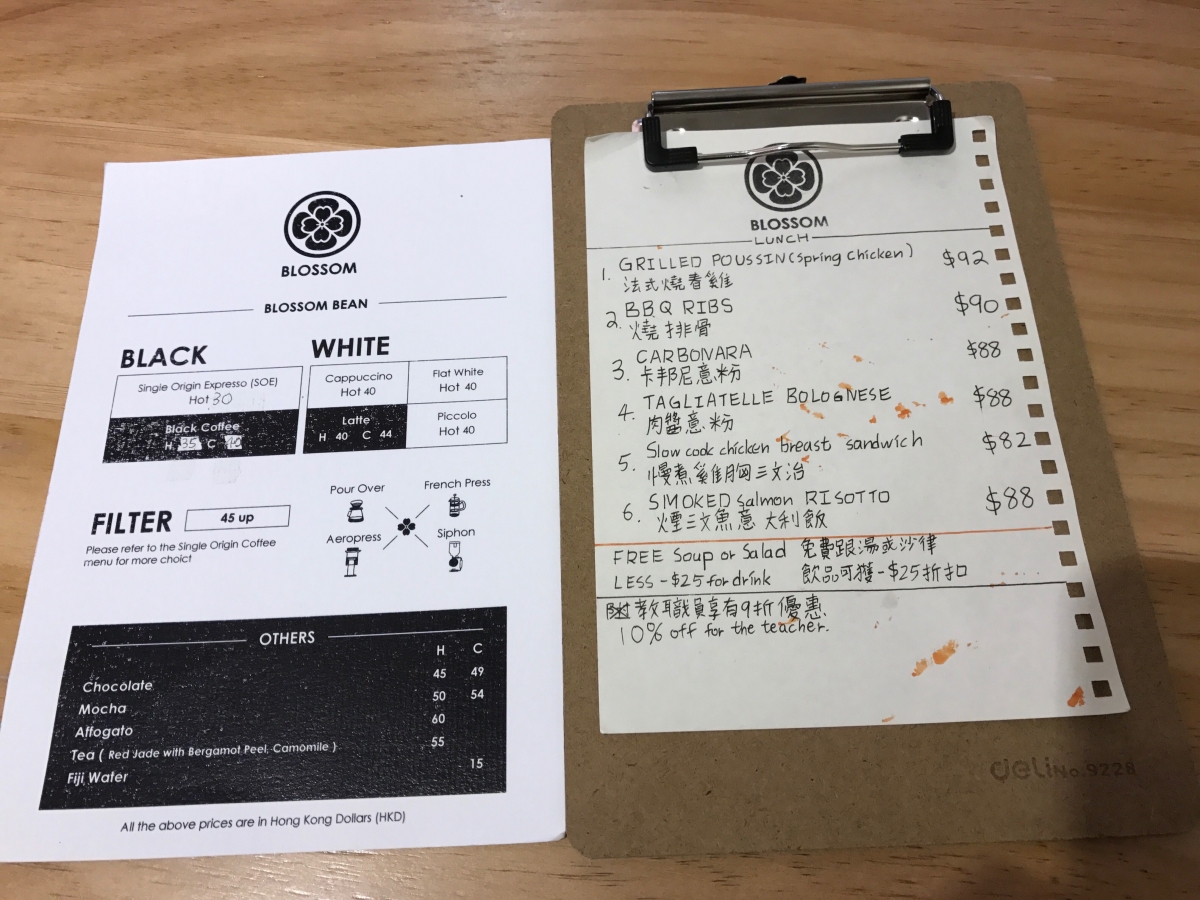 BLOSSOM
BLOSSOM BEAN
BLACK
Single Origin Expresso (SOE)
Hot 30
Black Coffee
H 35 C 40
WHITE
Cappuccino
Hot 40
Flat White
Hot 40
Latte
H 40 C 44
Piccolo
Hot 40
FILTER
45 up
Please refer to the Single Origin Coffee
menu for more choict
Pour Over
French Press
Aeropress
Siphon
OTHERS
H C
Chocolate 45 49
Mocha 50 54
Affogato 60
Tea ( Red Jade with Bergamot Peel, Camomile ) 55
Fiji Water 15
All the above prices are in Hong Kong Dollars (HKD)
BLOSSOM
LUNCH
1. GRILLED POUSSIN (Spring Chicken) $92
法式燒春雞
2. BBQ RIBS $90
燒排骨
3. CARBONARA $88
卡邦尼意粉
4. TAGLIATELLE BOLOGNESE $88
肉醬意粉
5. Slow cook chicken breast sandwich $82
慢煮雞胸三文治
6. SMOKED Salmon RISOTTO $88
煙三文魚意大利飯
FREE Soup or Salad 免費跟湯或沙律
LESS -$25 for drink 飲品可獲-$25折扣
教職員享有9折優惠
10% off for the teacher.
deli No.9228